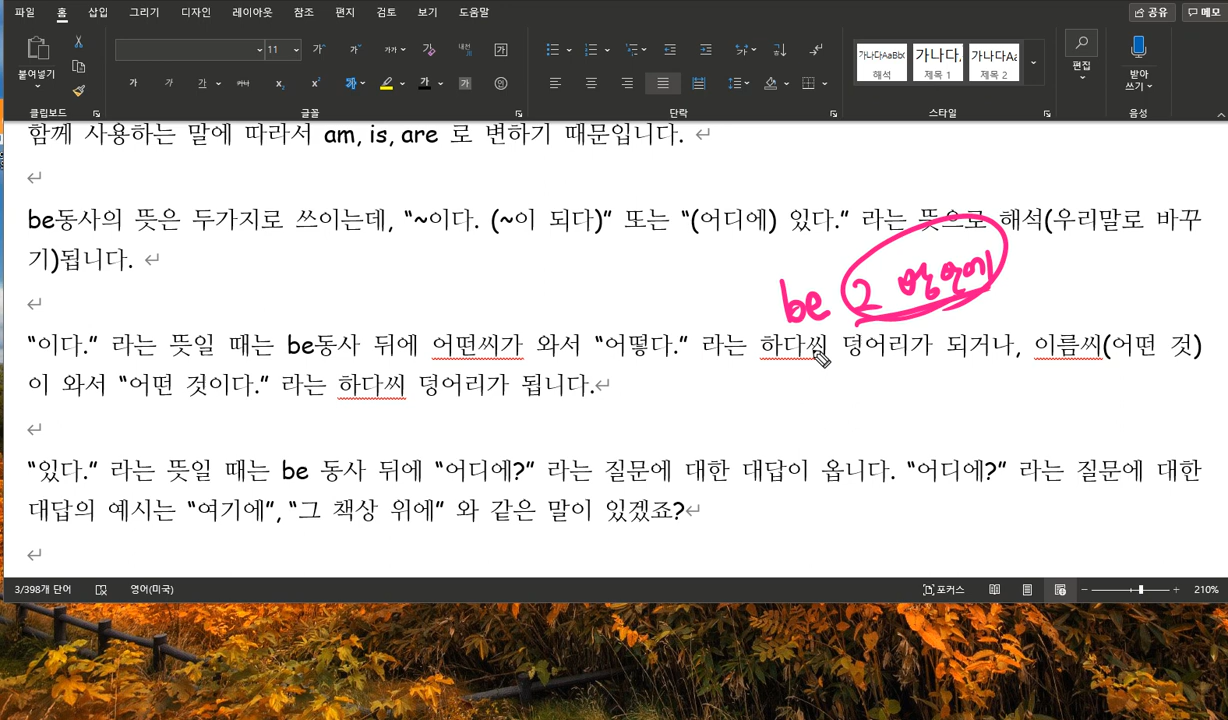 파일 홈 삽입 그리기 디자인 레이아웃 참조 편지 검토 보기 도움말 공유 메모
11
붙여넣기 편집 받아쓰기
가나다AaBbC 가나다, 가나다Aa
해석 제목 1 제목 2
클립보드 글꼴 단락 스타일 음성
함께 사용하는 말에 따라서 am, is, are 로 변하기 때문입니다.
be동사의 뜻은 두가지로 쓰이는데, “~이다. (~이 되다)” 또는 “(어디에) 있다.” 라는 뜻으로 해석(우리말로 바꾸
기)됩니다.
be 2
“이다.” 라는 뜻일 때는 be동사 뒤에 어떤씨가 와서 “어떻다.” 라는 하다씨 덩어리가 되거나, 이름씨(어떤 것)
이 와서 “어떤 것이다.” 라는 하다씨 덩어리가 됩니다.
“있다.” 라는 뜻일 때는 be 동사 뒤에 “어디에?” 라는 질문에 대한 대답이 옵니다. “어디에?” 라는 질문에 대한
대답의 예시는 “여기에”, “그 책상 위에” 와 같은 말이 있겠죠?
3/398개 단어 영어(미국) 포커스 210%